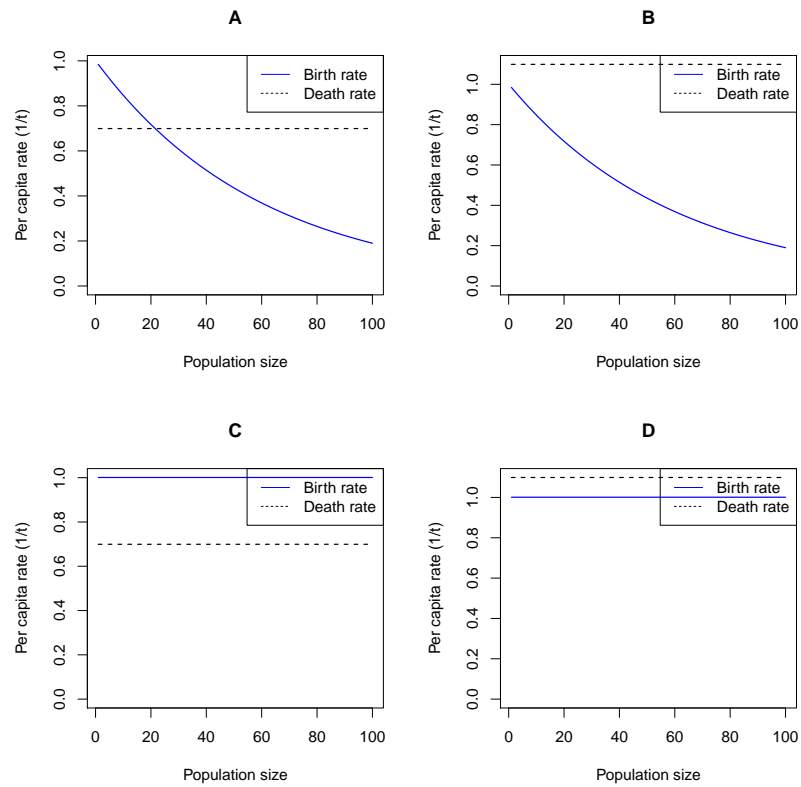 A
Per capita rate (1/t)
0.0 0.2 0.4 0.6 0.8 1.0
Birth rate
Death rate
0 20 40 60 80 100
Population size
B
Per capita rate (1/t)
0.0 0.2 0.4 0.6 0.8 1.0
Birth rate
Death rate
0 20 40 60 80 100
Population size
C
Per capita rate (1/t)
0.0 0.2 0.4 0.6 0.8 1.0
Birth rate
Death rate
0 20 40 60 80 100
Population size
D
Per capita rate (1/t)
0.0 0.2 0.4 0.6 0.8 1.0
Birth rate
Death rate
0 20 40 60 80 100
Population size